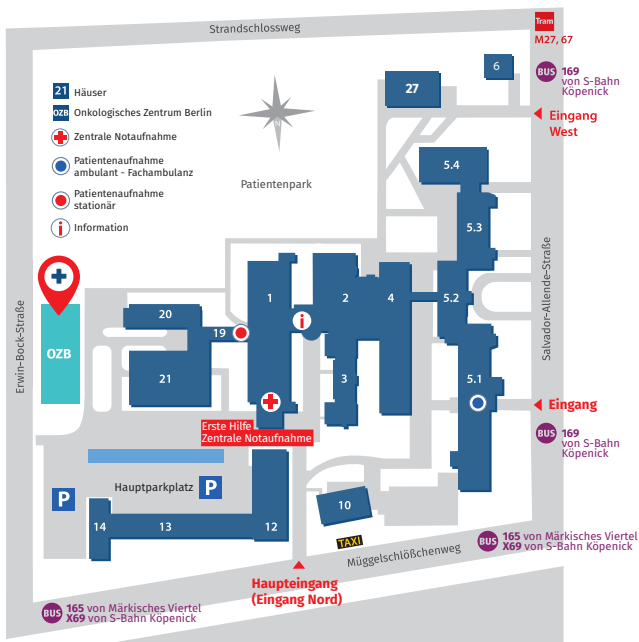 Strandschlossweg
Tram
M27, 67
6
BUS 169
von S-Bahn
Köpenick
27
21 Häuser
OZB Onkologisches Zentrum Berlin
Zentrale Notaufnahme
Patientenaufnahme
ambulant - Fachambulanz
Patientenaufnahme
stationär
i Information
N
Eingang
West
Patientenpark
5.4
5.3
Salvador-Allende-Straße
Erwin-Bock-Straße
OZB
20
19
21
1
i
2
4
5.2
3
5.1
Eingang
BUS 169
von S-Bahn
Köpenick
Erste Hilfe
Zentrale Notaufnahme
Hauptparkplatz P
P
14
13
12
10
TAXI
Müggelschlößchenweg
BUS 165 von Märkisches Viertel
X69 von S-Bahn Köpenick
Haupteingang
(Eingang Nord)
BUS 165 von Märkisches Viertel
X69 von S-Bahn Köpenick